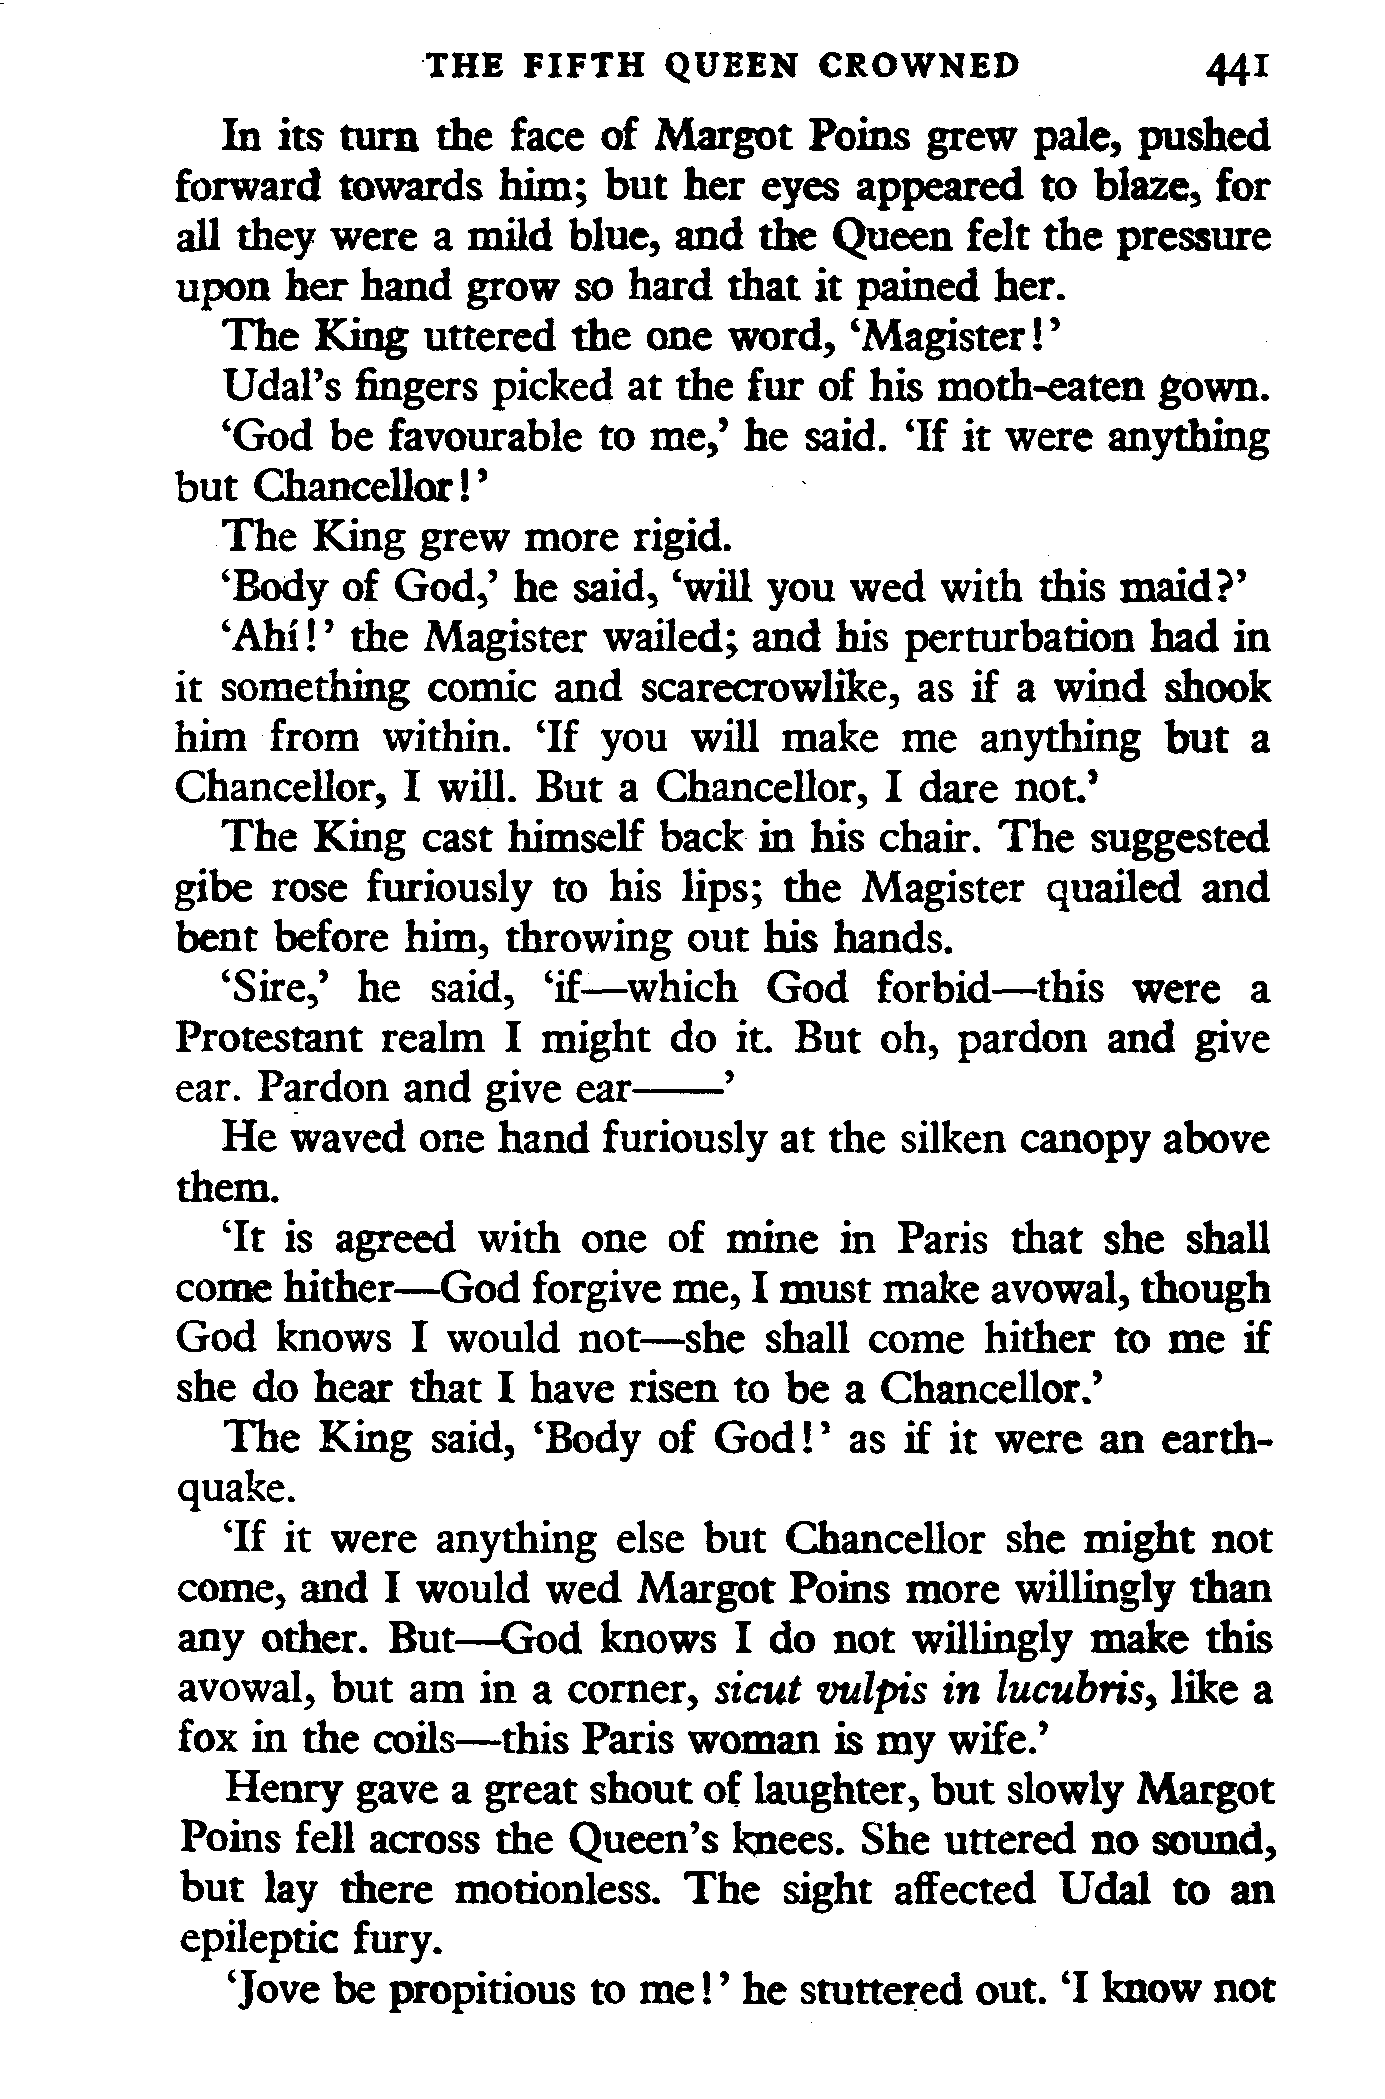 THE FIFTH QUEEN CROWNED 441
In its turn the face of Margot Poins grew pale, pushed
forward towards him; but her eyes appeared to blaze, for
all they were a mild blue, and the Queen felt the pressure
upon her hand grow so hard that it pained her.
The King uttered the one word, ‘Magister!’
Udal’s fingers picked at the fur of his moth-eaten gown.
‘God be favourable to me,’ he said. ‘If it were anything
but Chancellor!’
The King grew more rigid.
‘Body of God,’ he said, ‘will you wed with this maid?’
‘Ahí!’ the Magister wailed; and his perturbation had in
it something comic and scarecrowlike, as if a wind shook
him from within. ‘If you will make me anything but a
Chancellor, I will. But a Chancellor, I dare not.’
The King cast himself back in his chair. The suggested
gibe rose furiously to his lips; the Magister quailed and
bent before him, throwing out his hands.
‘Sire,’ he said, ‘if—which God forbid—this were a
Protestant realm I might do it. But oh, pardon and give
ear. Pardon and give ear——’
He waved one hand furiously at the silken canopy above
them.
‘It is agreed with one of mine in Paris that she shall
come hither—God forgive me, I must make avowal, though
God knows I would not—she shall come hither to me if
she do hear that I have risen to be a Chancellor.’
The King said, ‘Body of God!’ as if it were an earth-
quake.
‘If it were anything else but Chancellor she might not
come, and I would wed Margot Poins more willingly than
any other. But—God knows I do not willingly make this
avowal, but am in a corner, sicut vulpis in lucubris, like a
fox in the coils—this Paris woman is my wife.’
Henry gave a great shout of laughter, but slowly Margot
Poins fell across the Queen’s knees. She uttered no sound,
but lay there motionless. The sight affected Udal to an
epileptic fury.
‘Jove be propitious to me!’ he stuttered out. ‘I know not